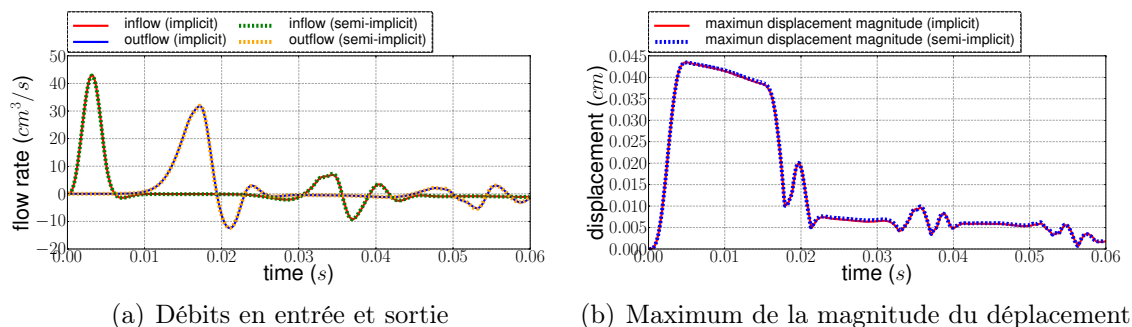 inflow (implicit)
outflow (implicit)
inflow (semi-implicit)
outflow (semi-implicit)
50
40
30
20
10
0
−10
−20
flow rate (cm³/s)
0.00 0.01 0.02 0.03 0.04 0.05 0.06
time (s)
(a) Débits en entrée et sortie
maximun displacement magnitude (implicit)
maximun displacement magnitude (semi-implicit)
0.045
0.040
0.035
0.030
0.025
0.020
0.015
0.010
0.005
0.000
displacement (cm)
0.00 0.01 0.02 0.03 0.04 0.05 0.06
time (s)
(b) Maximum de la magnitude du déplacement